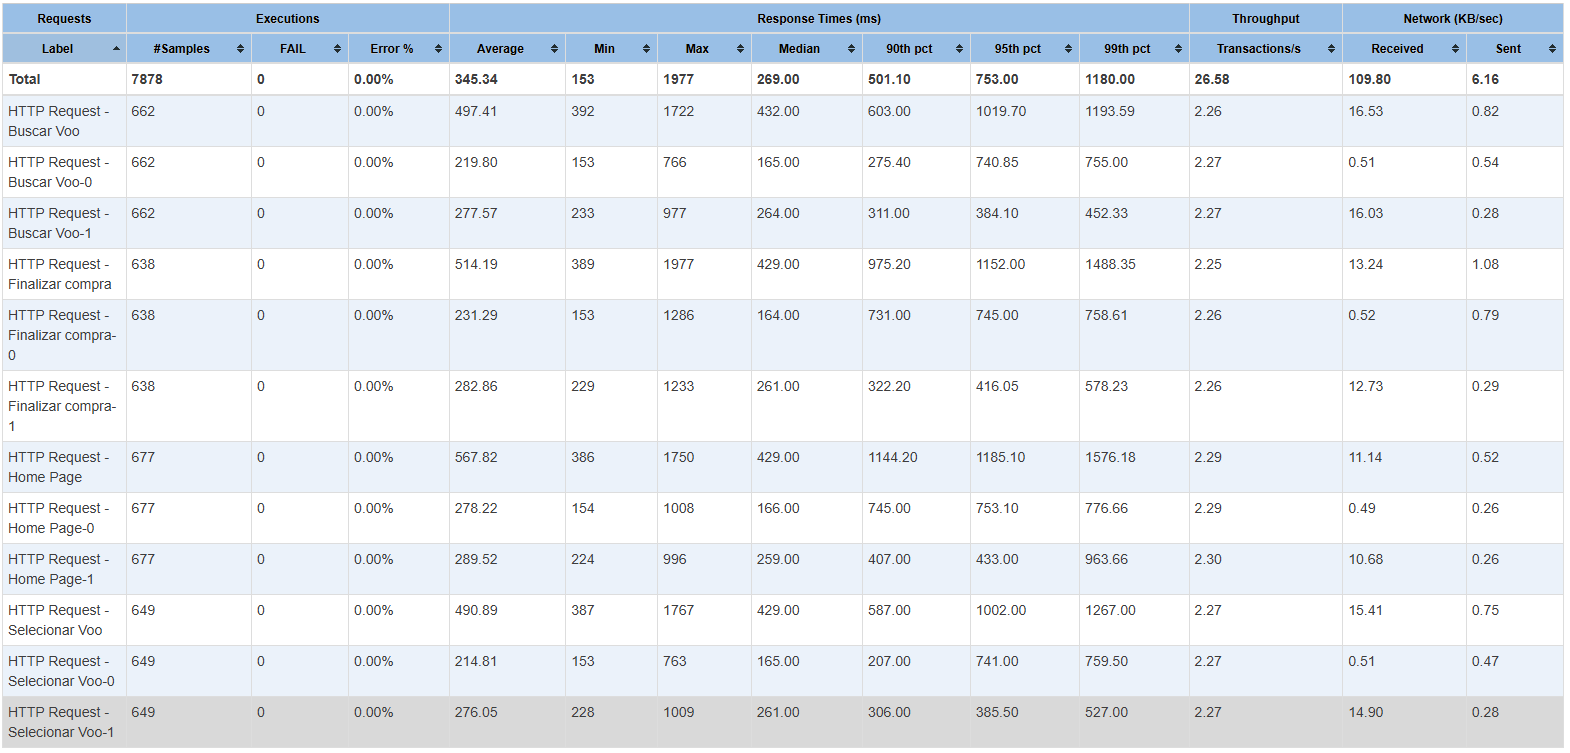 Requests Executions Response Times (ms) Throughput Network (KB/sec)
Label #Samples FAIL Error % Average Min Max Median 90th pct 95th pct 99th pct Transactions/s Received Sent
Total 7878 0 0.00% 345.34 153 1977 269.00 501.10 753.00 1180.00 26.58 109.80 6.16
HTTP Request - 662 0 0.00% 497.41 392 1722 432.00 603.00 1019.70 1193.59 2.26 16.53 0.82
Buscar Voo
HTTP Request - 662 0 0.00% 219.80 153 766 165.00 275.40 740.85 755.00 2.27 0.51 0.54
Buscar Voo-0
HTTP Request - 662 0 0.00% 277.57 233 977 264.00 311.00 384.10 452.33 2.27 16.03 0.28
Buscar Voo-1
HTTP Request - 638 0 0.00% 514.19 389 1977 429.00 975.20 1152.00 1488.35 2.25 13.24 1.08
Finalizar compra
HTTP Request - 638 0 0.00% 231.29 153 1286 164.00 731.00 745.00 758.61 2.26 0.52 0.79
Finalizar compra-
0
HTTP Request - 638 0 0.00% 282.86 229 1233 261.00 322.20 416.05 578.23 2.26 12.73 0.29
Finalizar compra-
1
HTTP Request - 677 0 0.00% 567.82 386 1750 429.00 1144.20 1185.10 1576.18 2.29 11.14 0.52
Home Page
HTTP Request - 677 0 0.00% 278.22 154 1008 166.00 745.00 753.10 776.66 2.29 0.49 0.26
Home Page-0
HTTP Request - 677 0 0.00% 289.52 224 996 259.00 407.00 433.00 963.66 2.30 10.68 0.26
Home Page-1
HTTP Request - 649 0 0.00% 490.89 387 1767 429.00 587.00 1002.00 1267.00 2.27 15.41 0.75
Selecionar Voo
HTTP Request - 649 0 0.00% 214.81 153 763 165.00 207.00 741.00 759.50 2.27 0.51 0.47
Selecionar Voo-0
HTTP Request - 649 0 0.00% 276.05 228 1009 261.00 306.00 385.50 527.00 2.27 14.90 0.28
Selecionar Voo-1